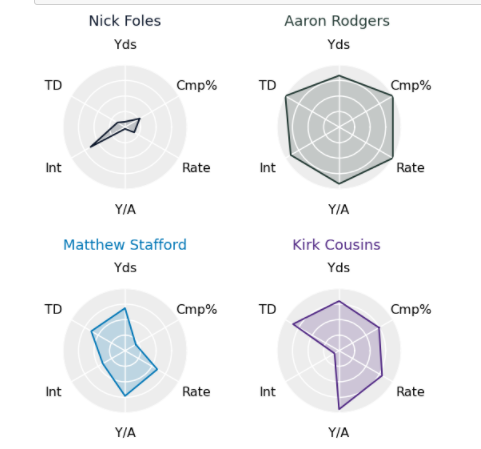 Nick Foles
Yds
TD
Cmp%
Int
Rate
Y/A
Aaron Rodgers
Yds
TD
Cmp%
Int
Rate
Y/A
Matthew Stafford
Yds
TD
Cmp%
Int
Rate
Y/A
Kirk Cousins
Yds
TD
Cmp%
Int
Rate
Y/A